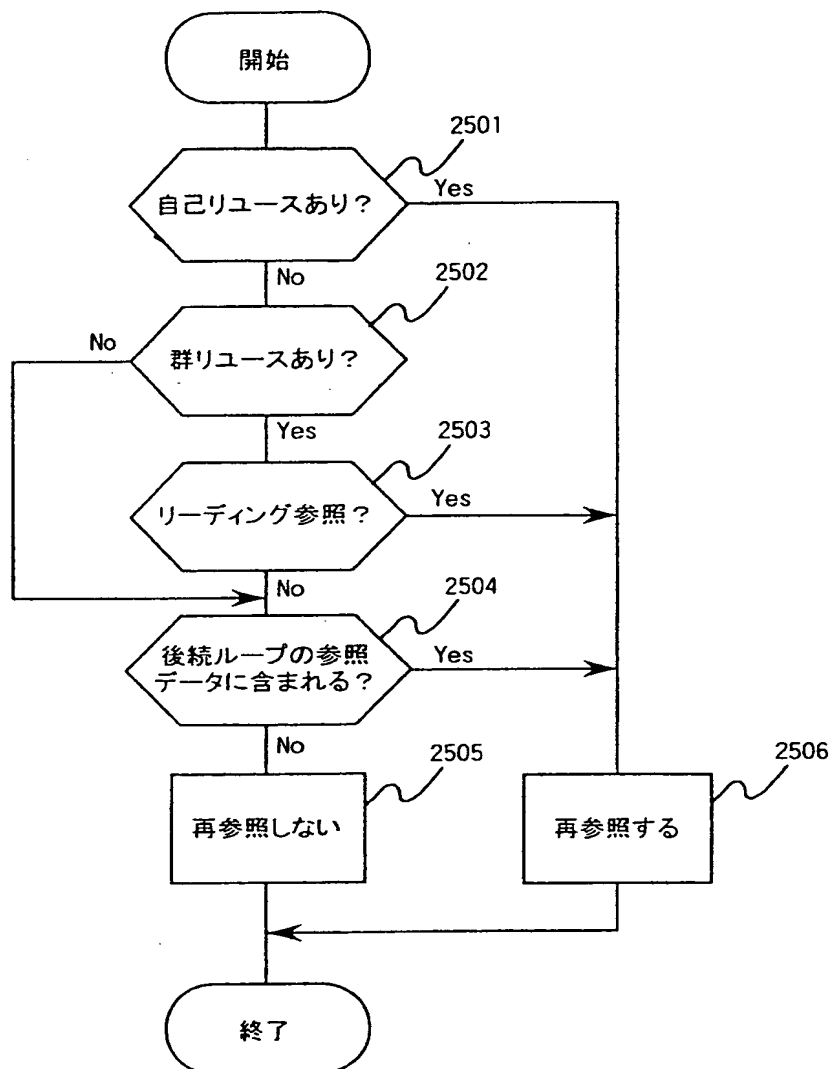 開始
2501
自己リユースあり?
Yes
No
2502
No
群リユースあり?
Yes
2503
リーディング参照?
Yes
No
2504
後続ループの参照
データに含まれる?
Yes
No
2505
2506
再参照しない
再参照する
終了